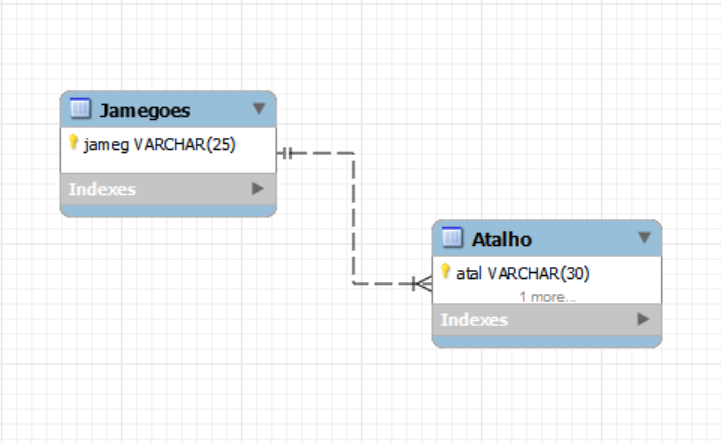 Jamegoes
jameg VARCHAR(25)
Indexes
Atalho
atal VARCHAR(30)
1 more...
Indexes